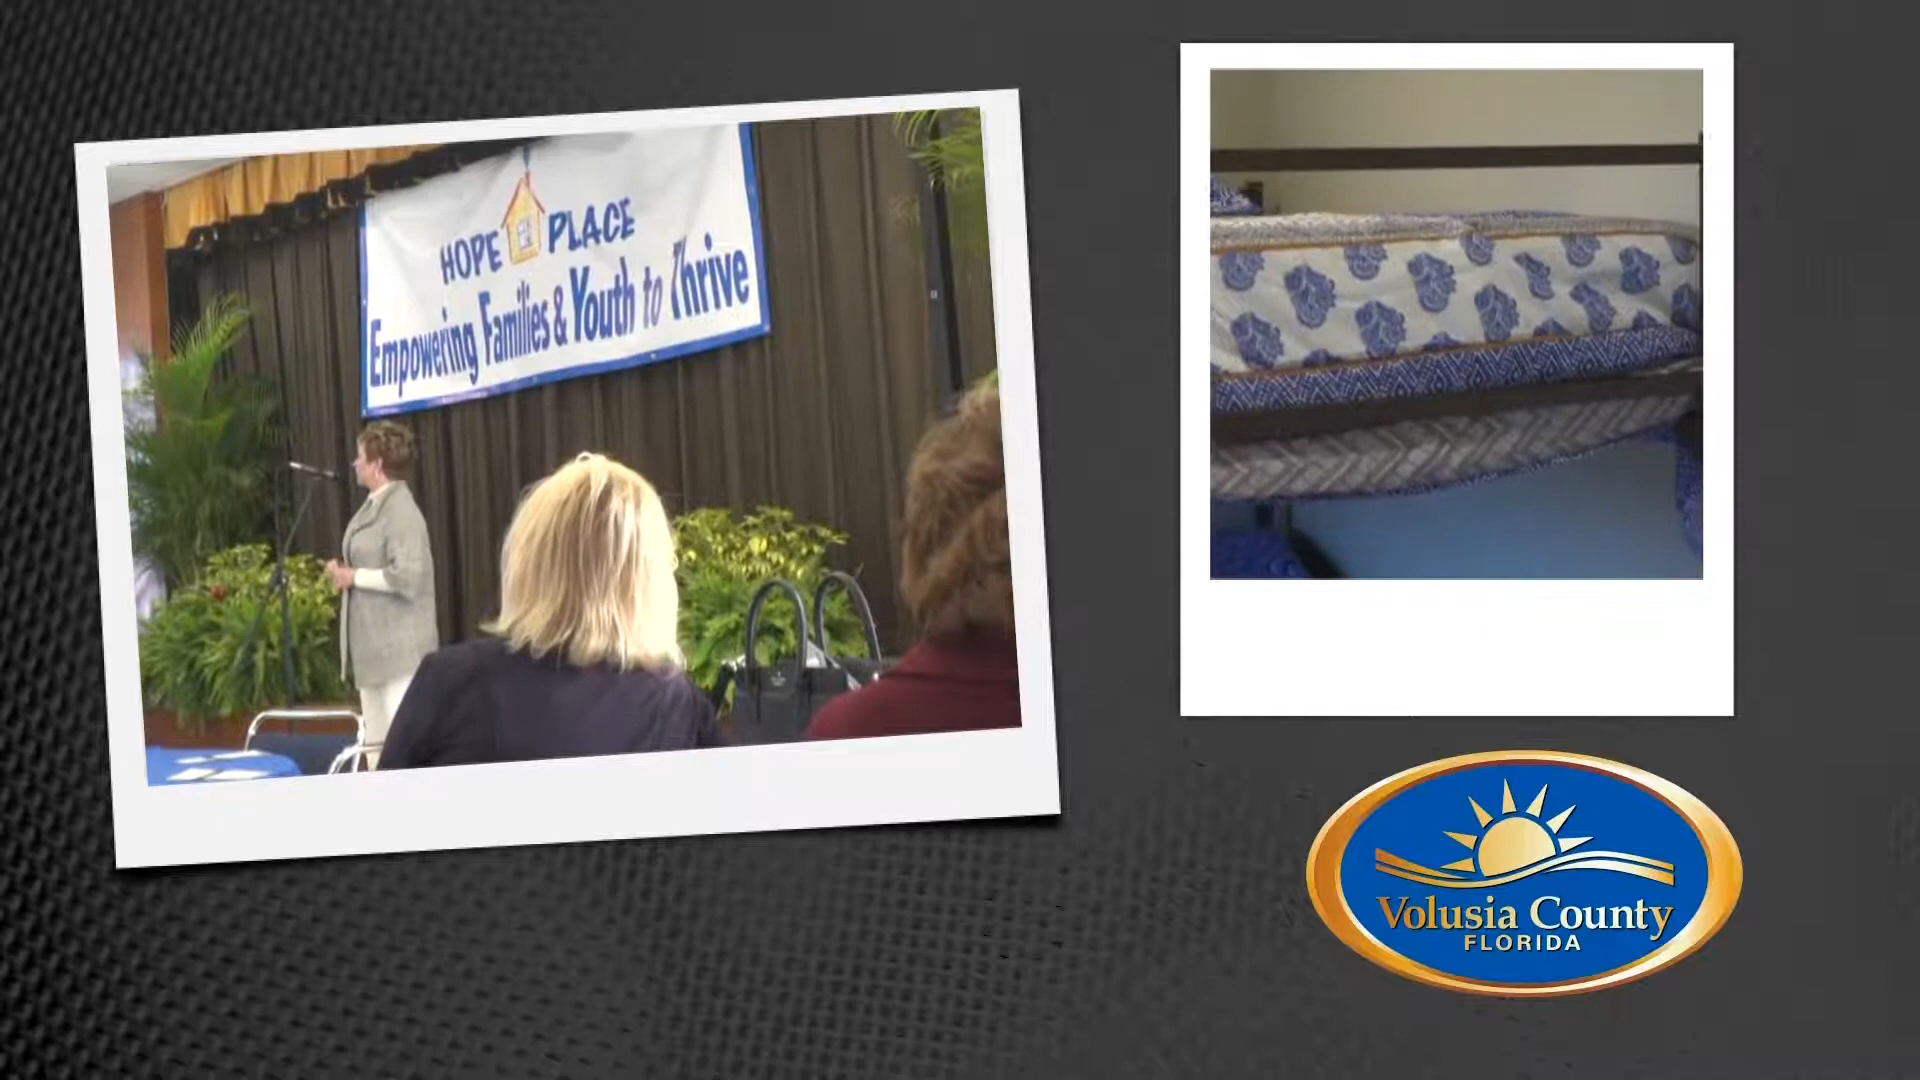 HOPE PLACE
Empowering Families & Youth to Thrive
Volusia County
FLORIDA